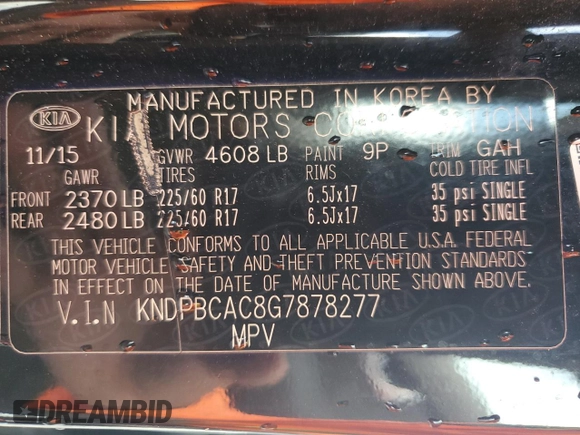 MANUFACTURED IN KOREA BY
KIA KIA MOTORS CORPORATION
11/15 GVWR 4608 LB PAINT 9P TRIM GAH
GAWR TIRES RIMS COLD TIRE INFL
FRONT 2370 LB 225/60 R17 6.5Jx17 35 psi SINGLE
REAR 2480 LB 225/60 R17 6.5Jx17 35 psi SINGLE
THIS VEHICLE CONFORMS TO ALL APPLICABLE U.S.A. FEDERAL
MOTOR VEHICLE SAFETY AND THEFT PREVENTION STANDARDS
IN EFFECT ON THE DATE OF MANUFACTURE SHOWN ABOVE.
V.I.N KNDPBCAC8G7878277
MPV
DREAMBID